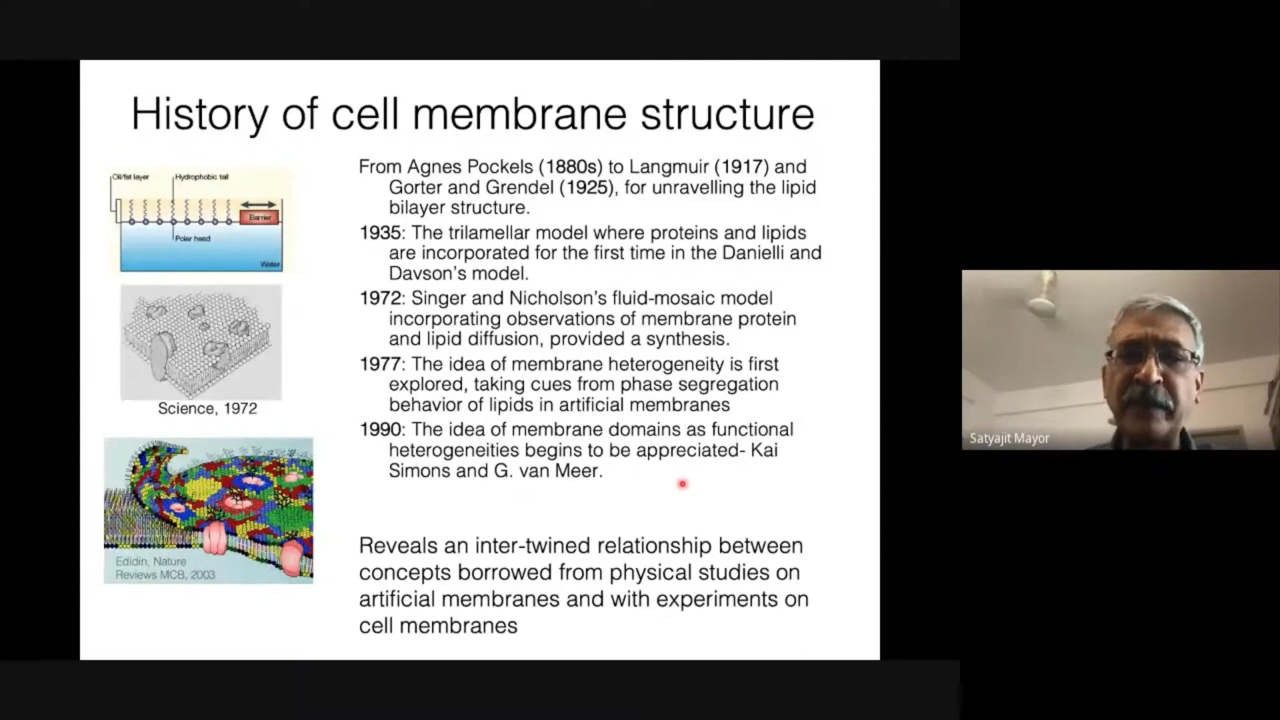 History of cell membrane structure
Oil/fat layer
Hydrophobic tail
Barrier
Polar head
Water
Science, 1972
Edidin, Nature
Reviews MCB, 2003
From Agnes Pockels (1880s) to Langmuir (1917) and
Gorter and Grendel (1925), for unravelling the lipid
bilayer structure.
1935: The trilamellar model where proteins and lipids
are incorporated for the first time in the Danielli and
Davson's model.
1972: Singer and Nicholson's fluid-mosaic model
incorporating observations of membrane protein
and lipid diffusion, provided a synthesis.
1977: The idea of membrane heterogeneity is first
explored, taking cues from phase segregation
behavior of lipids in artificial membranes
1990: The idea of membrane domains as functional
heterogeneities begins to be appreciated- Kai
Simons and G. van Meer.
Reveals an inter-twined relationship between
concepts borrowed from physical studies on
artificial membranes and with experiments on
cell membranes
Satyajit Mayor